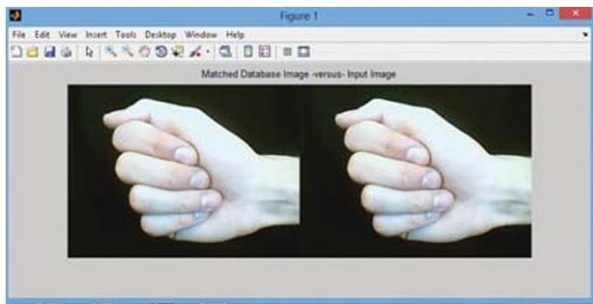 Figure 1
File Edit View Insert Tools Desktop Window Help
Matched Database Image -versus- Input Image